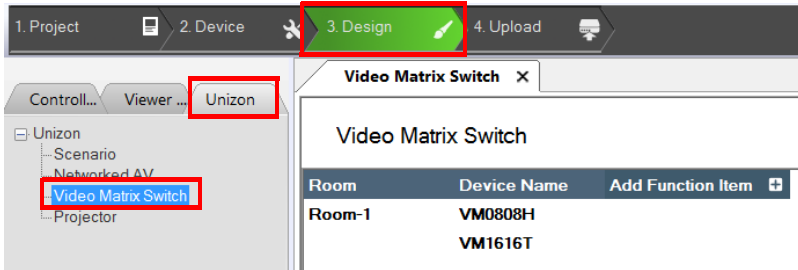 1. Project 2. Device 3. Design 4. Upload
Controll... Viewer ... Unizon
Unizon
Scenario
Networked AV
Video Matrix Switch
Projector
Video Matrix Switch X
Video Matrix Switch
Room Device Name Add Function Item
Room-1 VM0808H
VM1616T